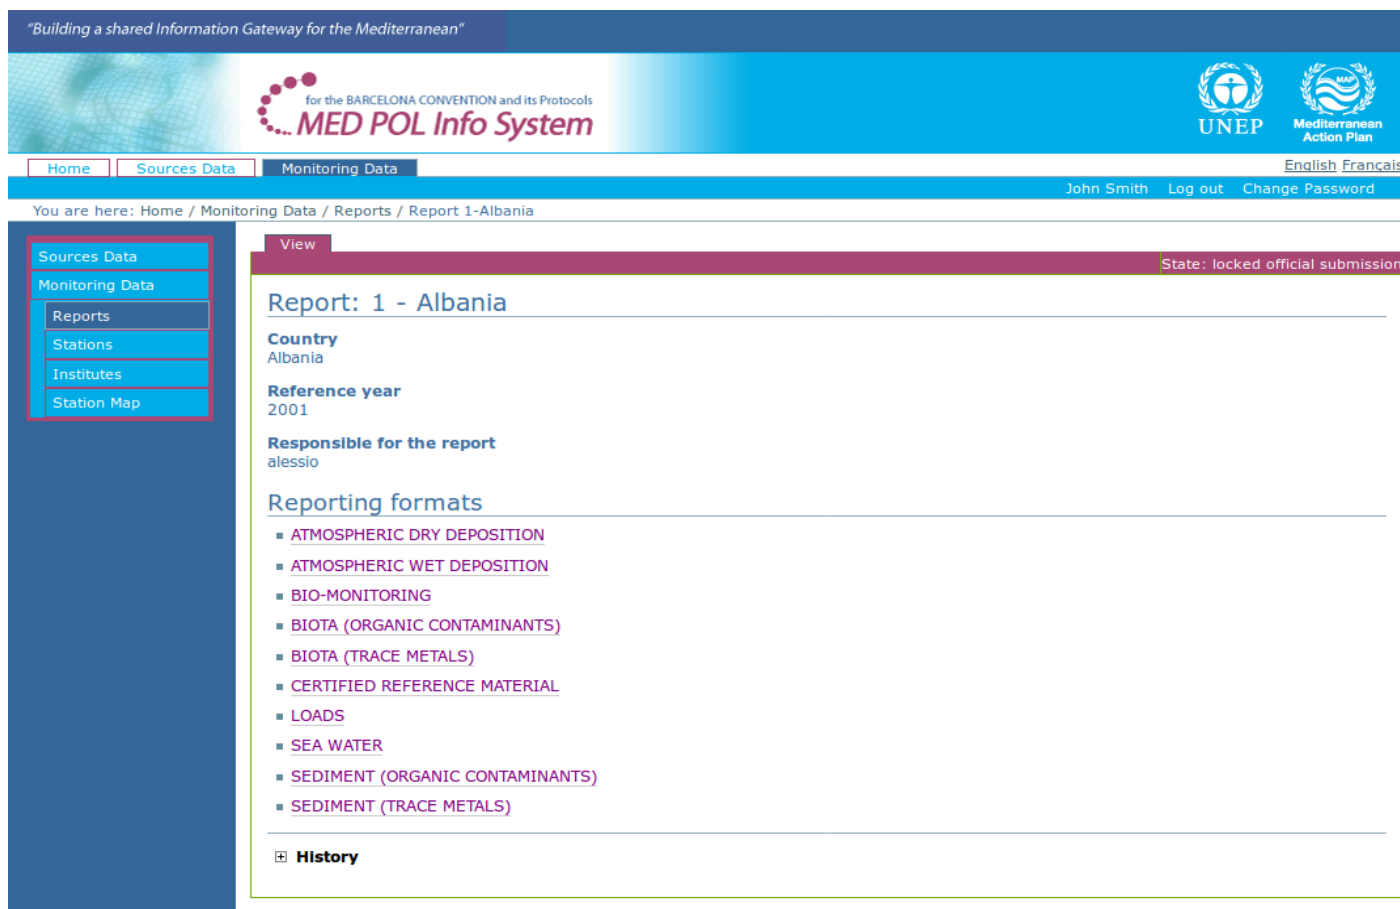 "Building a shared Information Gateway for the Mediterranean"
for the BARCELONA CONVENTION and its Protocols
MED POL Info System
UNEP
MAP
Mediterranean
Action Plan
Home Sources Data Monitoring Data
English Français
John Smith Log out Change Password
You are here: Home / Monitoring Data / Reports / Report 1-Albania
Sources Data
Monitoring Data
Reports
Stations
Institutes
Station Map
View
State: locked official submission
Report: 1 - Albania
Country
Albania
Reference year
2001
Responsible for the report
alessio
Reporting formats
ATMOSPHERIC DRY DEPOSITION
ATMOSPHERIC WET DEPOSITION
BIO-MONITORING
BIOTA (ORGANIC CONTAMINANTS)
BIOTA (TRACE METALS)
CERTIFIED REFERENCE MATERIAL
LOADS
SEA WATER
SEDIMENT (ORGANIC CONTAMINANTS)
SEDIMENT (TRACE METALS)
History